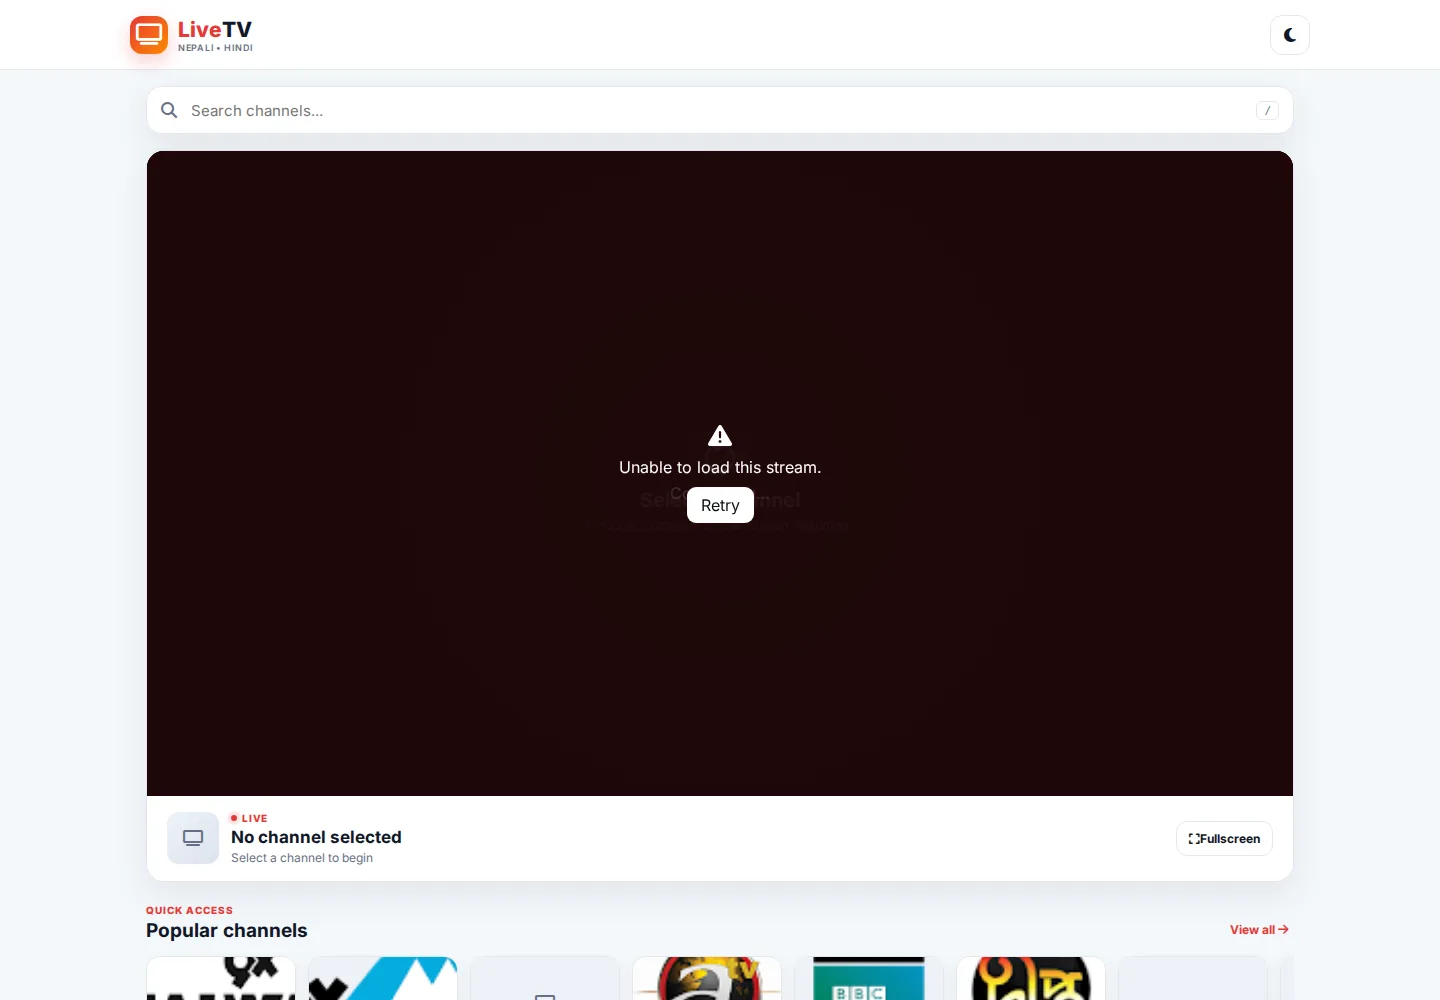 LiveTV
NEPALI • HINDI
Search channels...
/
Unable to load this stream.
Retry
LIVE
No channel selected
Select a channel to begin
Fullscreen
QUICK ACCESS
Popular channels
View all
tv
BBC